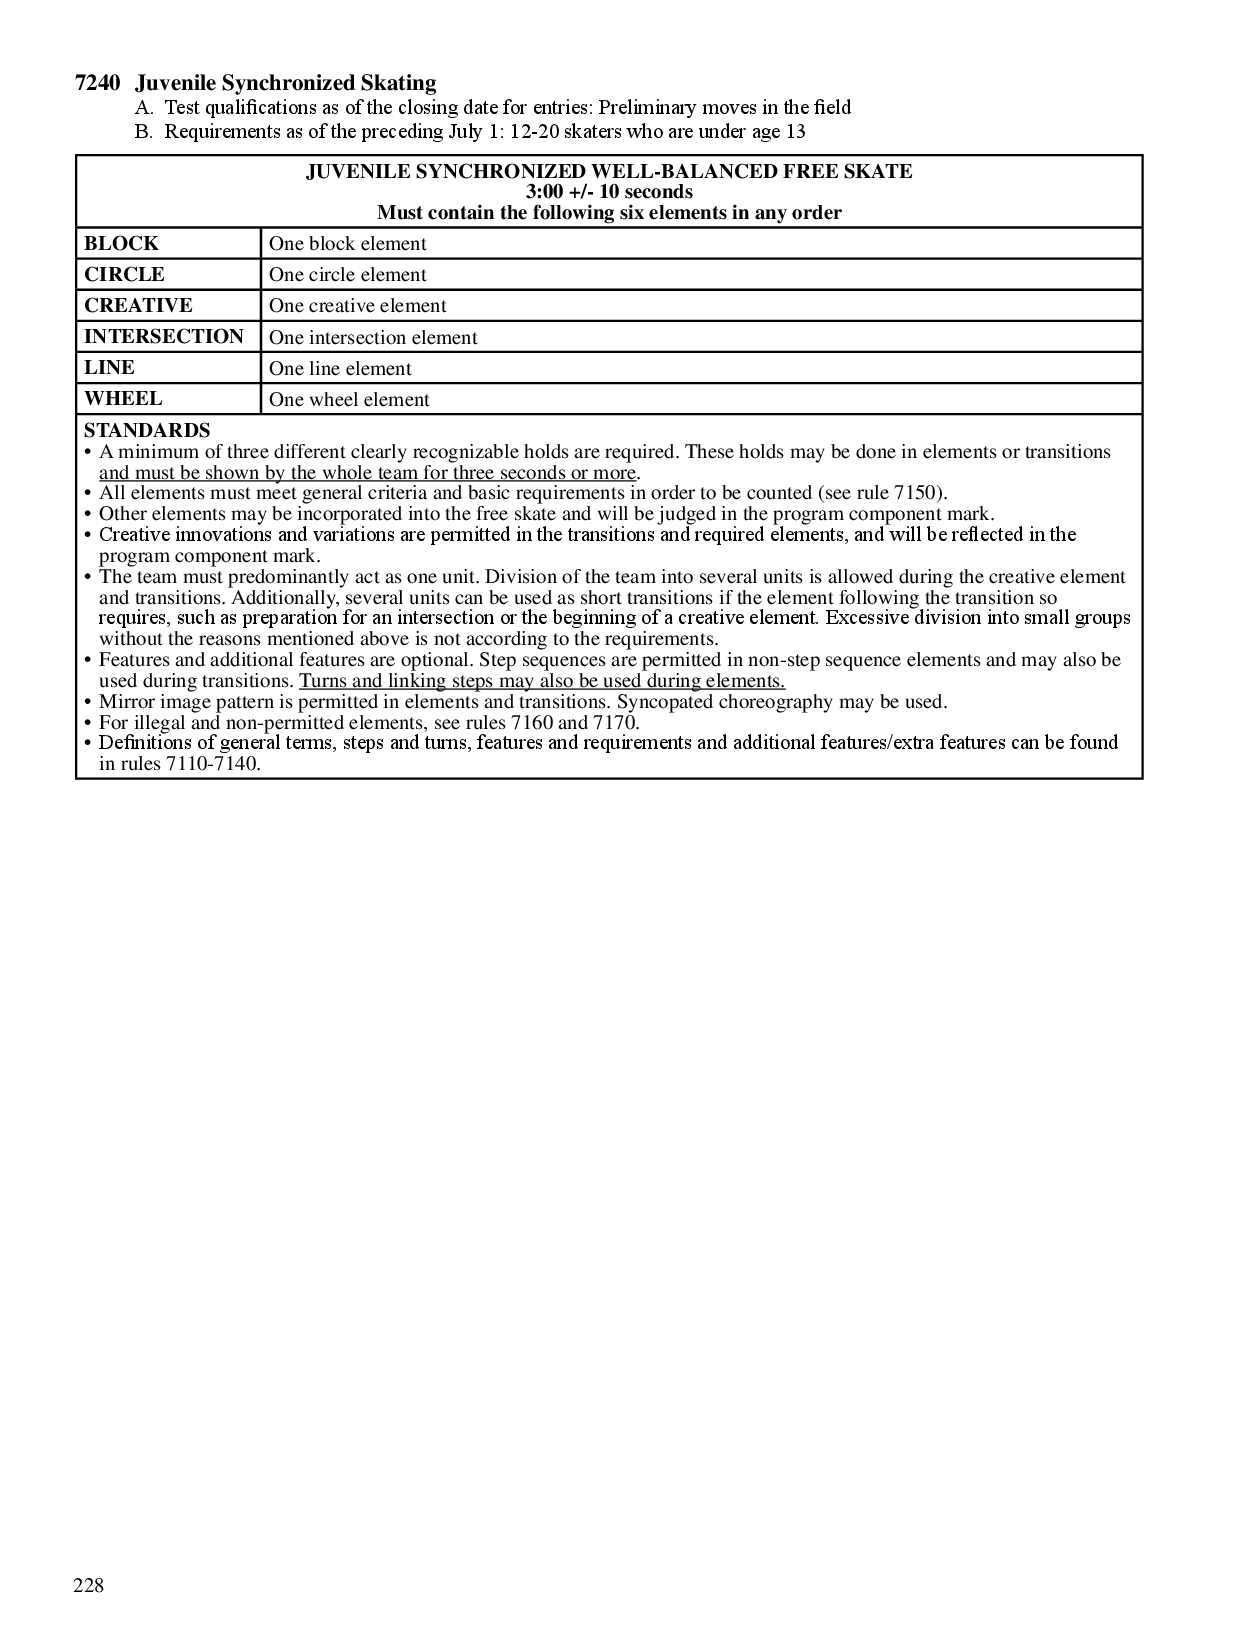 7240 Juvenile Synchronized Skating
A. Test qualifications as of the closing date for entries: Preliminary moves in the field
B. Requirements as of the preceding July 1: 12-20 skaters who are under age 13
JUVENILE SYNCHRONIZED WELL-BALANCED FREE SKATE
3:00 +/- 10 seconds
Must contain the following six elements in any order
BLOCK One block element
CIRCLE One circle element
CREATIVE One creative element
INTERSECTION One intersection element
LINE One line element
WHEEL One wheel element
STANDARDS
• A minimum of three different clearly recognizable holds are required. These holds may be done in elements or transitions
and must be shown by the whole team for three seconds or more.
• All elements must meet general criteria and basic requirements in order to be counted (see rule 7150).
• Other elements may be incorporated into the free skate and will be judged in the program component mark.
• Creative innovations and variations are permitted in the transitions and required elements, and will be reflected in the
program component mark.
• The team must predominantly act as one unit. Division of the team into several units is allowed during the creative element
and transitions. Additionally, several units can be used as short transitions if the element following the transition so
requires, such as preparation for an intersection or the beginning of a creative element. Excessive division into small groups
without the reasons mentioned above is not according to the requirements.
• Features and additional features are optional. Step sequences are permitted in non-step sequence elements and may also be
used during transitions. Turns and linking steps may also be used during elements.
• Mirror image pattern is permitted in elements and transitions. Syncopated choreography may be used.
• For illegal and non-permitted elements, see rules 7160 and 7170.
• Definitions of general terms, steps and turns, features and requirements and additional features/extra features can be found
in rules 7110-7140.
228